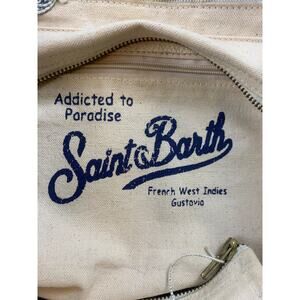 Addicted to
Paradise
Saint Barth
French West Indies
Gustavia